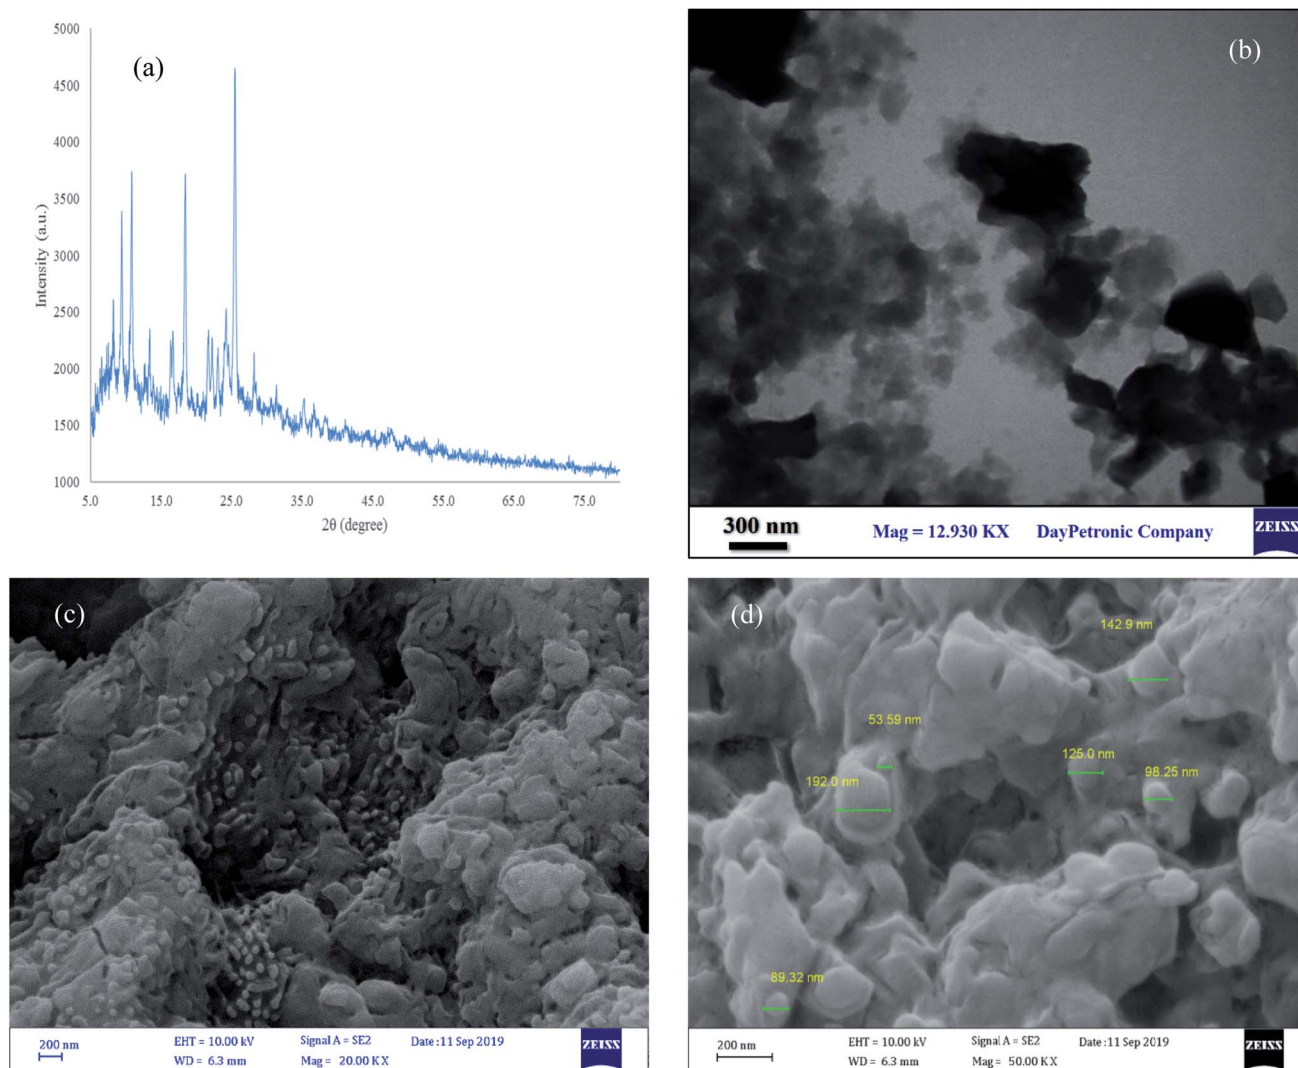 (a)
5000
4500
4000
3500
3000
2500
2000
1500
1000
Intensity (a.u.)
5.0 15.0 25.0 35.0 45.0 55.0 65.0 75.0
2θ (degree)
(b)
300 nm
Mag = 12.930 KX DayPetronic Company
ZEISS
(c)
200 nm
EHT = 10.00 kV Signal A = SE2 Date :11 Sep 2019
WD = 6.3 mm Mag = 20.00 K X
ZEISS
(d)
142.9 nm
53.59 nm
125.0 nm
98.25 nm
192.0 nm
89.32 nm
200 nm
EHT = 10.00 kV Signal A = SE2 Date :11 Sep 2019
WD = 6.3 mm Mag = 50.00 K X
ZEISS